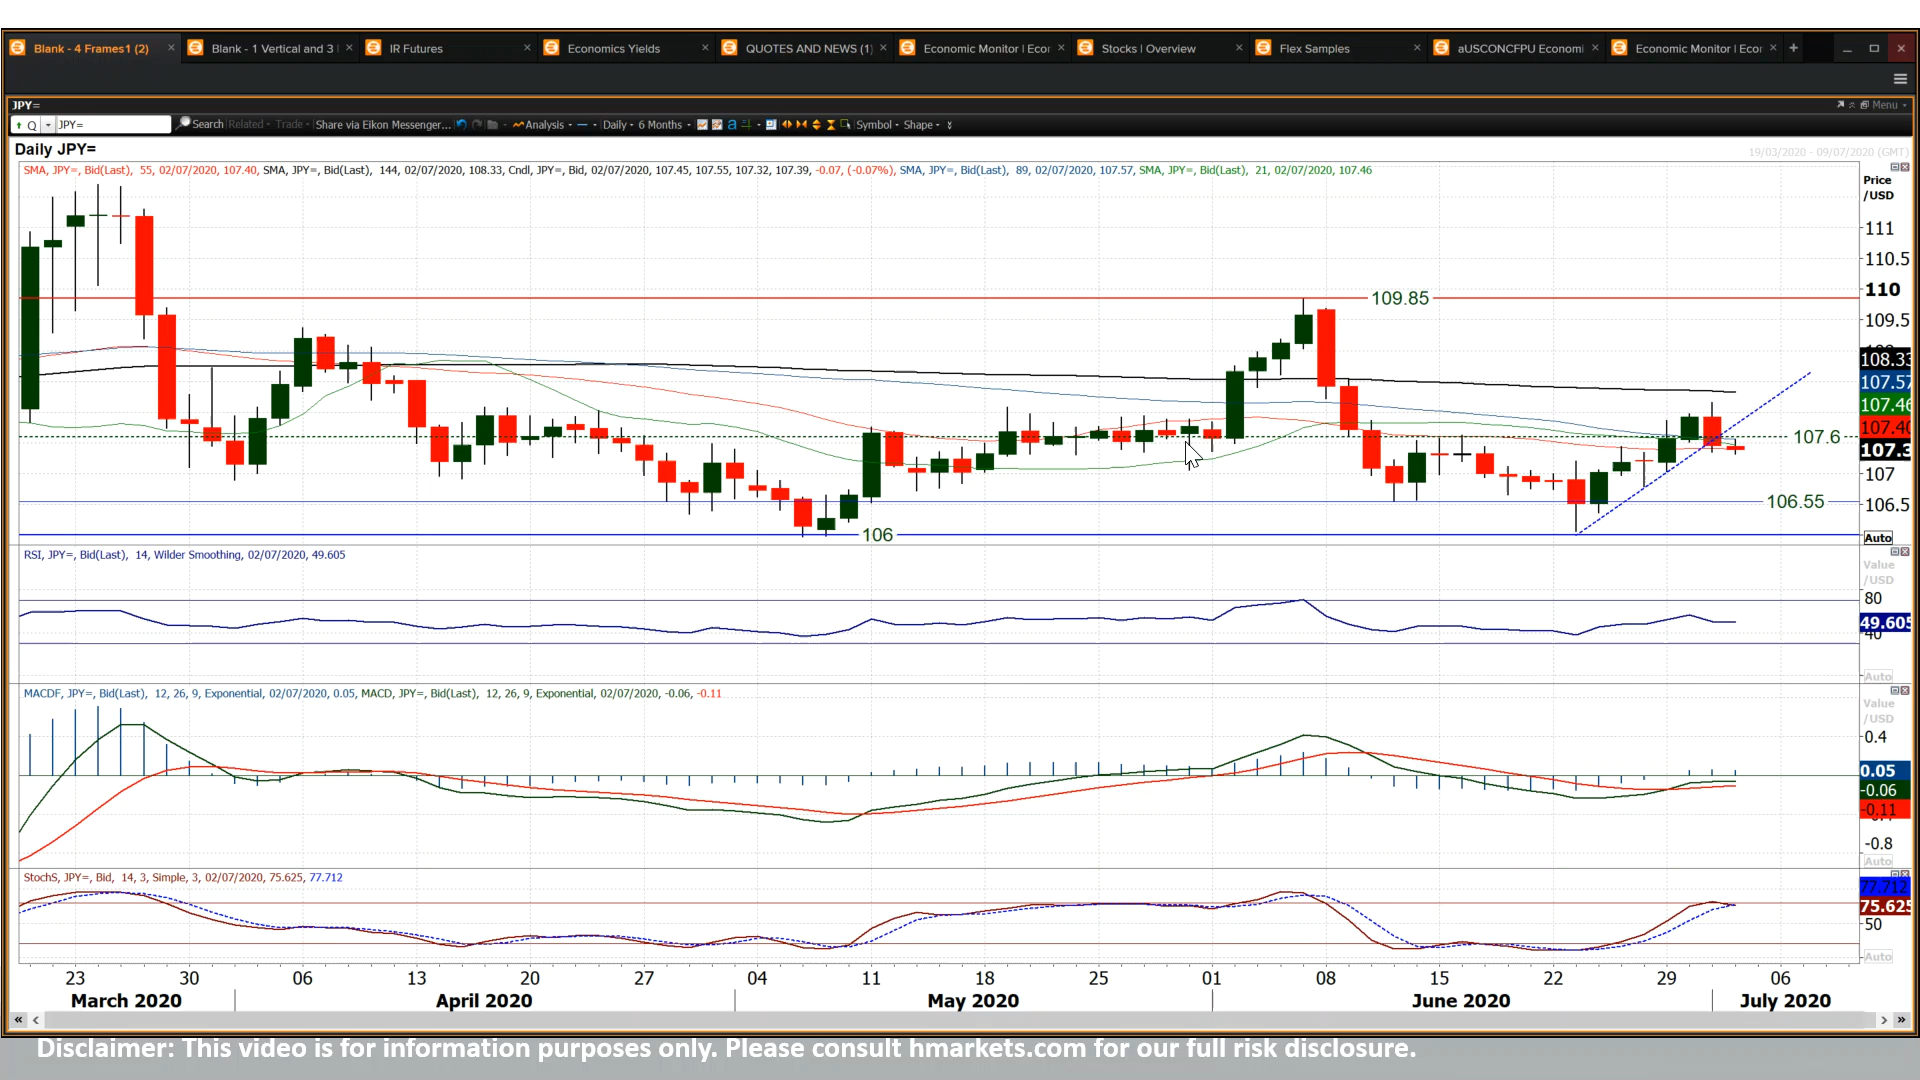 Blank - 4 Frames1 (2)
Blank - 1 Vertical and 3
IR Futures
Economics Yields
QUOTES AND NEWS (1)
Economic Monitor | Ecor
Stocks | Overview
Flex Samples
aUSCONCFPU Economi
Economic Monitor | Ecor
JPY=
Menu
Q JPY= Search Related Trade Share via Eikon Messenger... Analysis Daily 6 Months a Symbol Shape
Daily JPY=
19/03/2020 - 09/07/2020 (GMT)
SMA, JPY=, Bid(Last), 55, 02/07/2020, 107.40, SMA, JPY=, Bid(Last), 144, 02/07/2020, 108.33, Cndl, JPY=, Bid, 02/07/2020, 107.45, 107.55, 107.32, 107.39, -0.07, (-0.07%), SMA, JPY=, Bid(Last), 89, 02/07/2020, 107.57, SMA, JPY=, Bid(Last), 21, 02/07/2020, 107.46
Price
/USD
111
110.5
110
109.85
109.5
108.33
107.57
107.46
107.40
107.6
107.3
107
106.55
106.5
106
Auto
RSI, JPY=, Bid(Last), 14, Wilder Smoothing, 02/07/2020, 49.605
Value
/USD
80
49.605
40
Auto
MACDF, JPY=, Bid(Last), 12, 26, 9, Exponential, 02/07/2020, 0.05, MACD, JPY=, Bid(Last), 12, 26, 9, Exponential, 02/07/2020, -0.06, -0.11
Value
/USD
0.4
0.05
-0.06
-0.11
-0.8
Auto
StochS, JPY=, Bid, 14, 3, Simple, 3, 02/07/2020, 75.625, 77.712
77.712
75.625
50
Auto
23 30 06 13 20 27 04 11 18 25 01 08 15 22 29 06
March 2020 April 2020 May 2020 June 2020 July 2020
Disclaimer: This video is for information purposes only. Please consult hmarkets.com for our full risk disclosure.